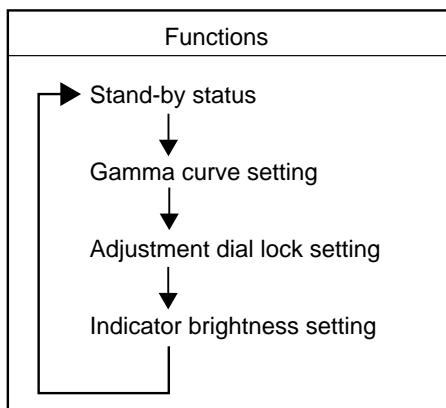 Functions
Stand-by status
Gamma curve setting
Adjustment dial lock setting
Indicator brightness setting